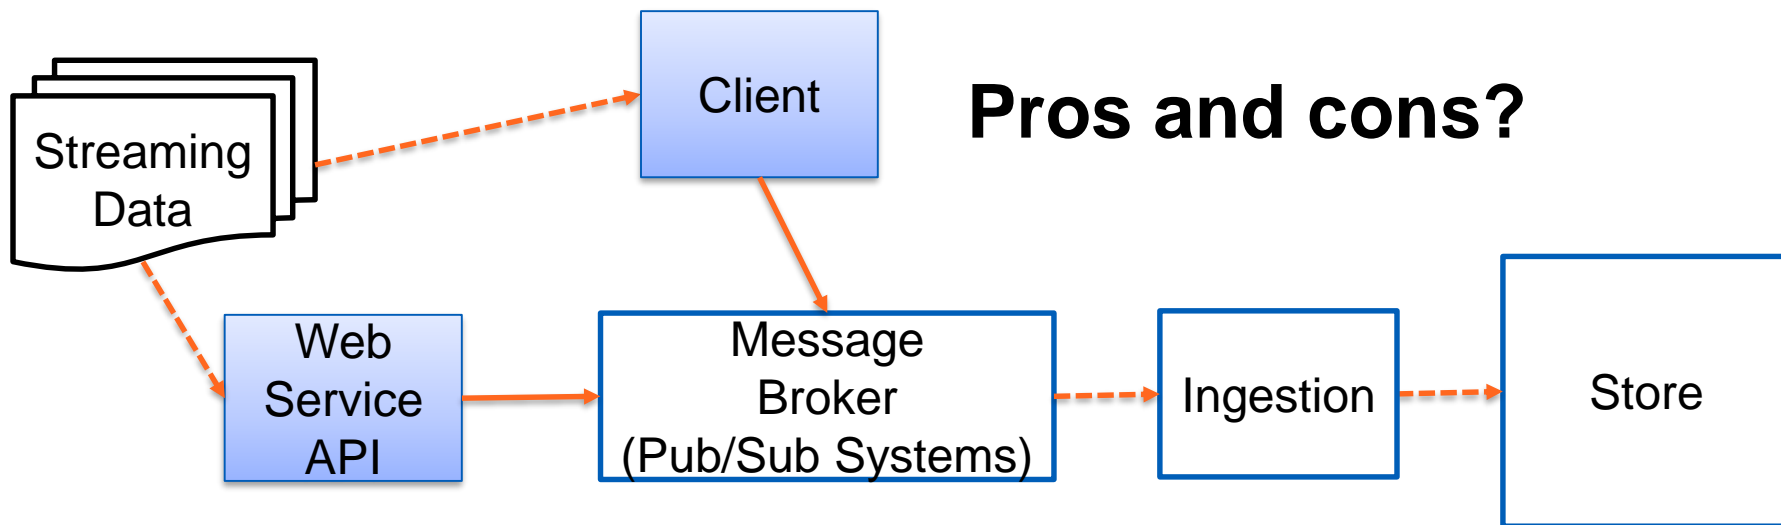 Streaming
Data
Client
Pros and cons?
Web
Service
API
Message
Broker
(Pub/Sub Systems)
Ingestion
Store